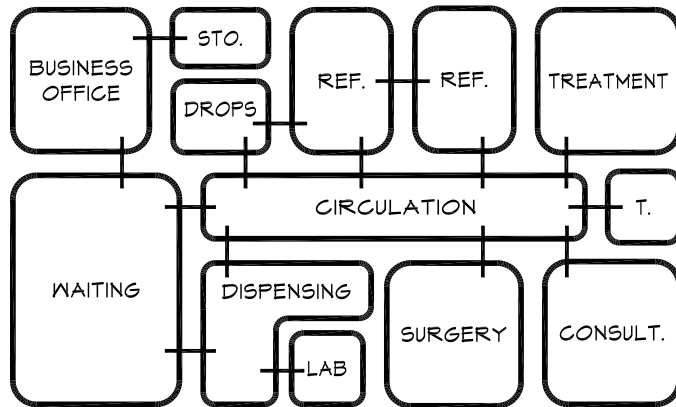 BUSINESS
OFFICE
STO.
DROPS
REF.
REF.
TREATMENT
CIRCULATION
T.
WAITING
DISPENSING
LAB
SURGERY
CONSULT.